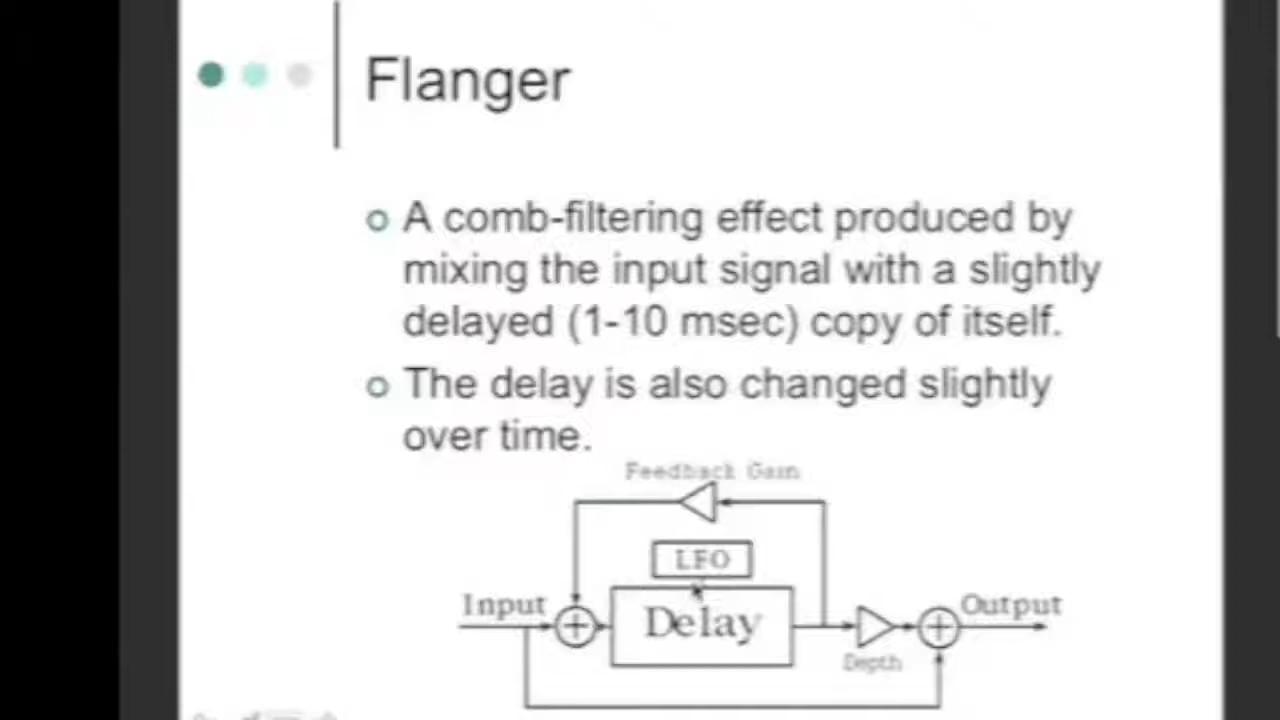 Flanger
A comb-filtering effect produced by
mixing the input signal with a slightly
delayed (1-10 msec) copy of itself.
The delay is also changed slightly
over time.
Feedback Gain
LFO
Input
Delay
Output
Depth